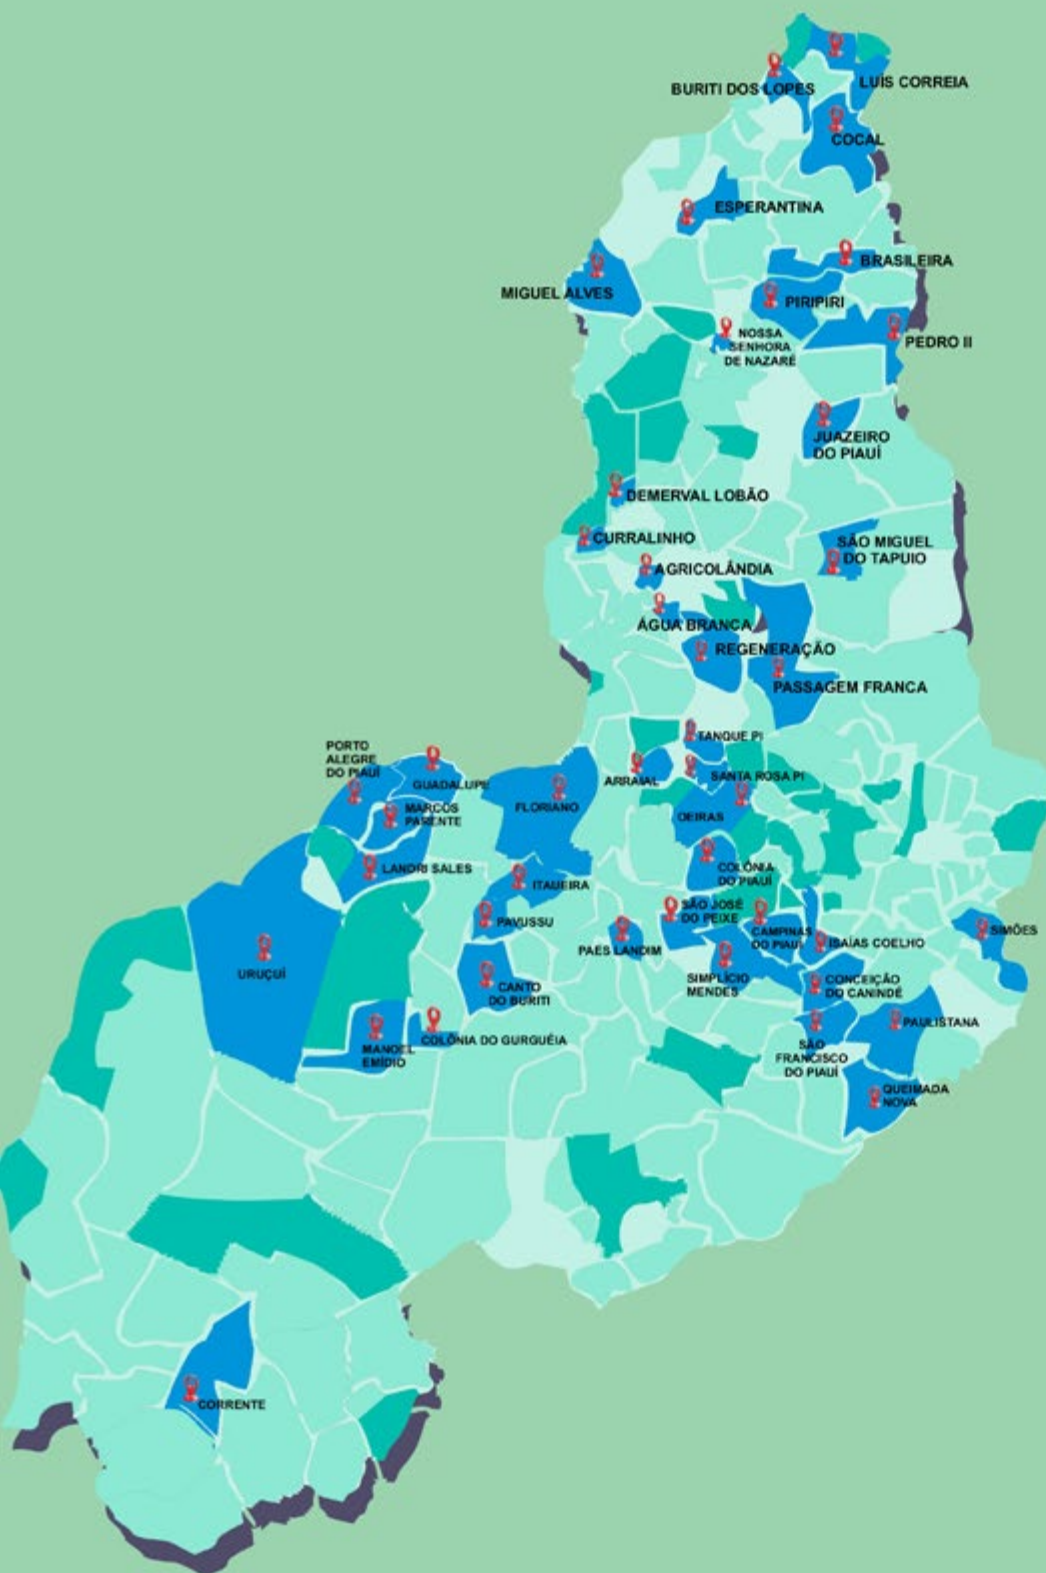 LUÍS CORREIA
BURITI DOS LOPES
COCAL
ESPERANTINA
BRASILEIRA
MIGUEL ALVES
PIRIPIRI
NOSSA
SENHORA
DE NAZARÉ
PEDRO II
JUAZEIRO
DO PIAUÍ
DEMERVAL LOBÃO
CURRALINHO
SÃO MIGUEL
DO TAPUIO
AGRICOLÂNDIA
ÁGUA BRANCA
REGENERAÇÃO
PASSAGEM FRANCA
TANQUE PI
PORTO
ALEGRE
DO PIAUÍ
GUADALUPE
ARRAIAL
SANTA ROSA PI
MARCOS
PARENTE
FLORIANO
OEIRAS
LANDRI SALES
COLÔNIA
DO PIAUÍ
ITAUEIRA
PAVUSSU
SÃO JOSÉ
DO PEIXE
CAMPINAS
DO PIAUÍ
SIMÕES
PAES LANDIM
ISAÍAS COELHO
URUÇUÍ
SIMPLÍCIO
MENDES
CONCEIÇÃO
DO CANINDÉ
CANTO
DO BURITI
PAULISTANA
COLÔNIA DO GURGUÉIA
MANOEL
EMÍDIO
SÃO
FRANCISCO
DO PIAUÍ
QUEIMADA
NOVA
CORRENTE